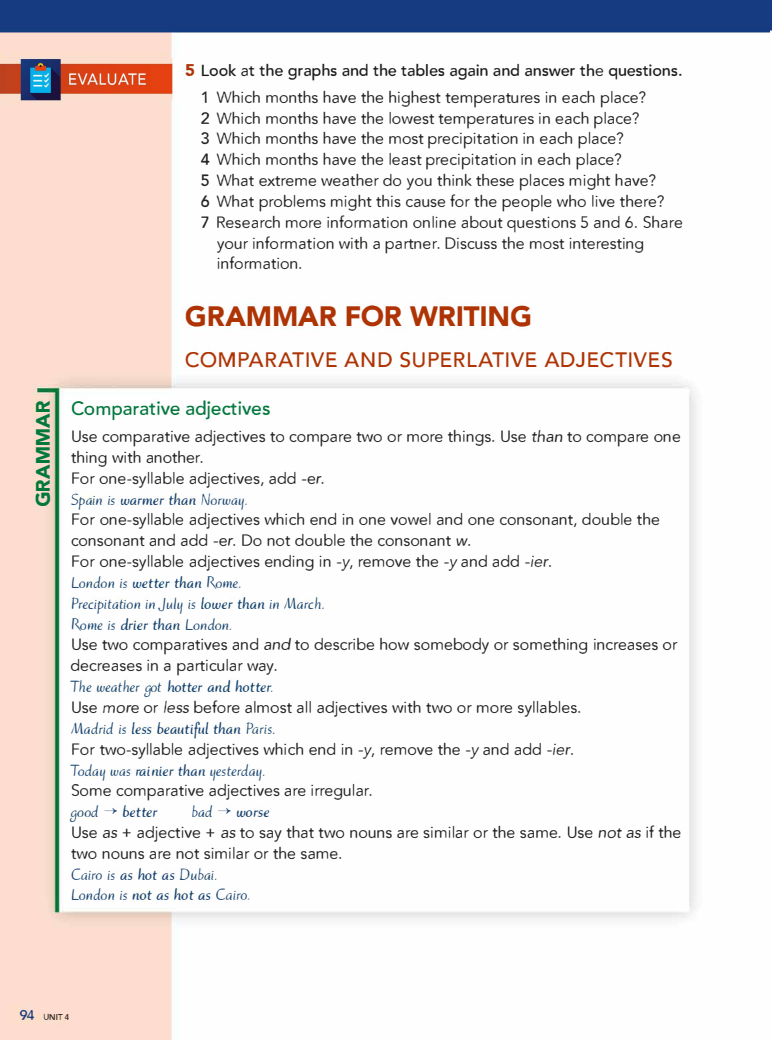 EVALUATE
5 Look at the graphs and the tables again and answer the questions.
1 Which months have the highest temperatures in each place?
2 Which months have the lowest temperatures in each place?
3 Which months have the most precipitation in each place?
4 Which months have the least precipitation in each place?
5 What extreme weather do you think these places might have?
6 What problems might this cause for the people who live there?
7 Research more information online about questions 5 and 6. Share
your information with a partner. Discuss the most interesting
information.
GRAMMAR FOR WRITING
COMPARATIVE AND SUPERLATIVE ADJECTIVES
GRAMMAR
Comparative adjectives
Use comparative adjectives to compare two or more things. Use than to compare one
thing with another.
For one-syllable adjectives, add -er.
Spain is warmer than Norway.
For one-syllable adjectives which end in one vowel and one consonant, double the
consonant and add -er. Do not double the consonant w.
For one-syllable adjectives ending in -y, remove the -y and add -ier.
London is wetter than Rome.
Precipitation in July is lower than in March.
Rome is drier than London.
Use two comparatives and and to describe how somebody or something increases or
decreases in a particular way.
The weather got hotter and hotter.
Use more or less before almost all adjectives with two or more syllables.
Madrid is less beautiful than Paris.
For two-syllable adjectives which end in -y, remove the -y and add -ier.
Today was rainier than yesterday.
Some comparative adjectives are irregular.
good → better bad → worse
Use as + adjective + as to say that two nouns are similar or the same. Use not as if the
two nouns are not similar or the same.
Cairo is as hot as Dubai.
London is not as hot as Cairo.
94 UNIT 4